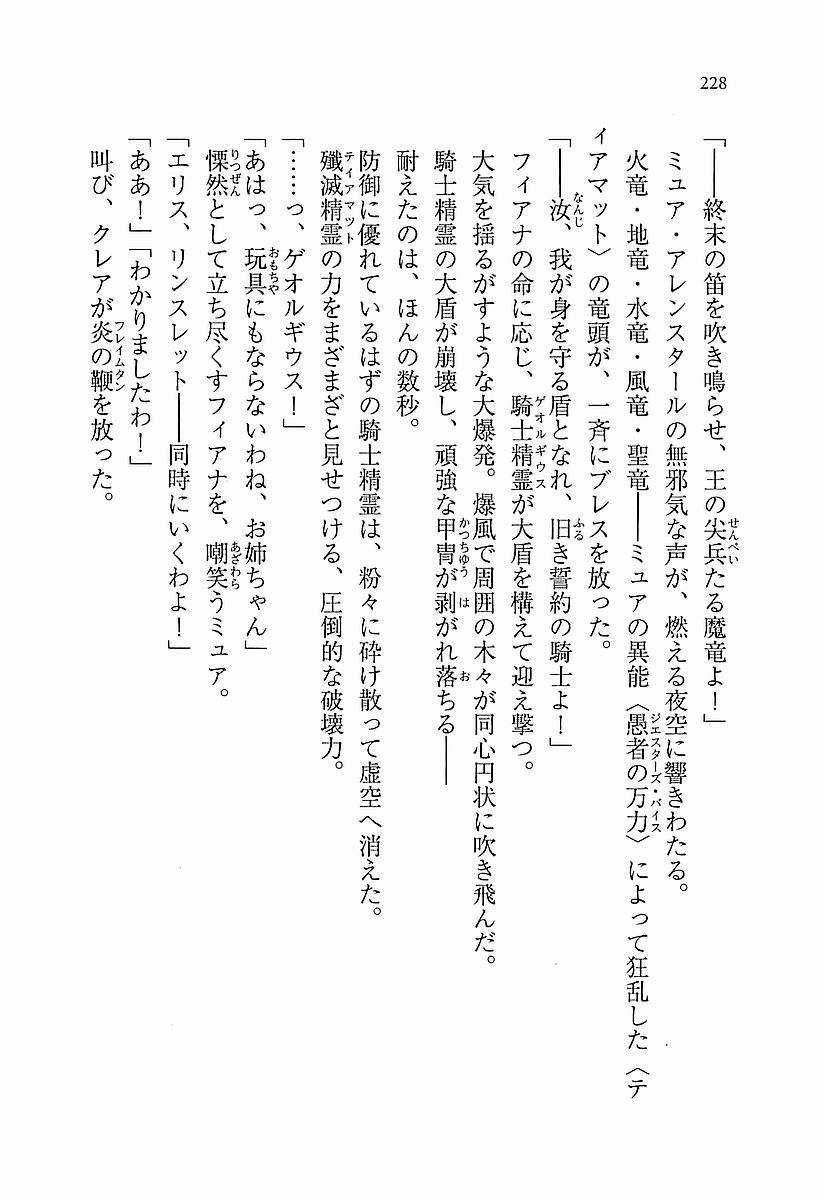 228
「――終末の笛を吹き鳴らせ、王の尖兵たる魔竜よ！」
ミュア・アレンスタールの無邪気な声が、燃える夜空に響きわたる。
火竜・地竜・水竜・風竜・聖竜――ミュアの異能〈愚者の万力〉によって狂乱した〈テ
ィアマット〉の竜頭が、一斉にブレスを放った。
「――汝、我が身を守る盾となれ、旧き誓約の騎士よ！」
フィアナの命に応じ、騎士精霊が大盾を構えて迎え撃つ。
大気を揺るがすような大爆発。爆風で周囲の木々が同心円状に吹き飛んだ。
騎士精霊の大盾が崩壊し、頑強な甲冑が剥がれ落ちる――
耐えたのは、ほんの数秒。
防御に優れているはずの騎士精霊は、粉々に砕け散って虚空へ消えた。
殲滅精霊の力をまざまざと見せつける、圧倒的な破壊力。
「……っ、ゲオルギウス！」
「あはっ、玩具にもならないわね、お姉ちゃん」
慄然として立ち尽くすフィアナを、嘲笑うミュア。
「エリス、リンスレット――同時にいくわよ！」
「ああ！」「わかりましたわ！」
叫び、クレアが炎の鞭を放った。